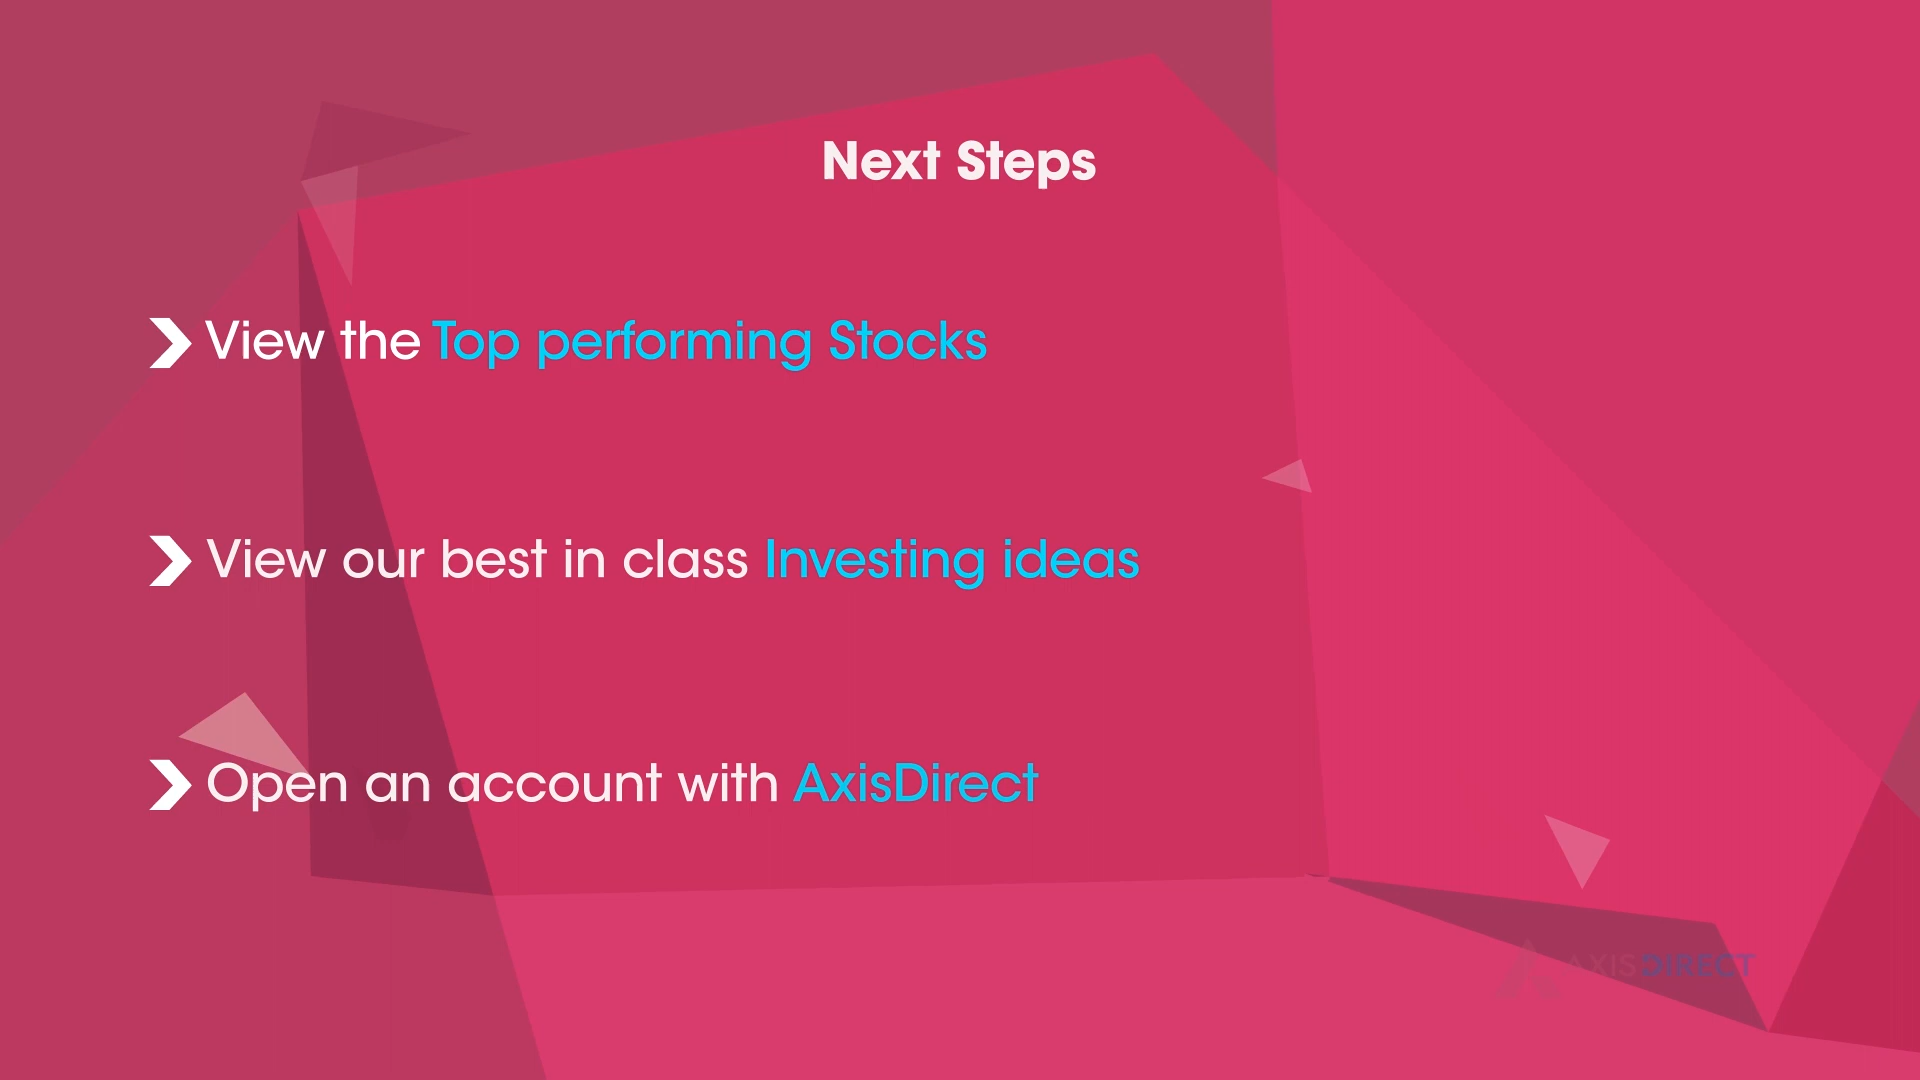 Next Steps
View the Top performing Stocks
View our best in class Investing ideas
Open an account with AxisDirect
AXISDIRECT